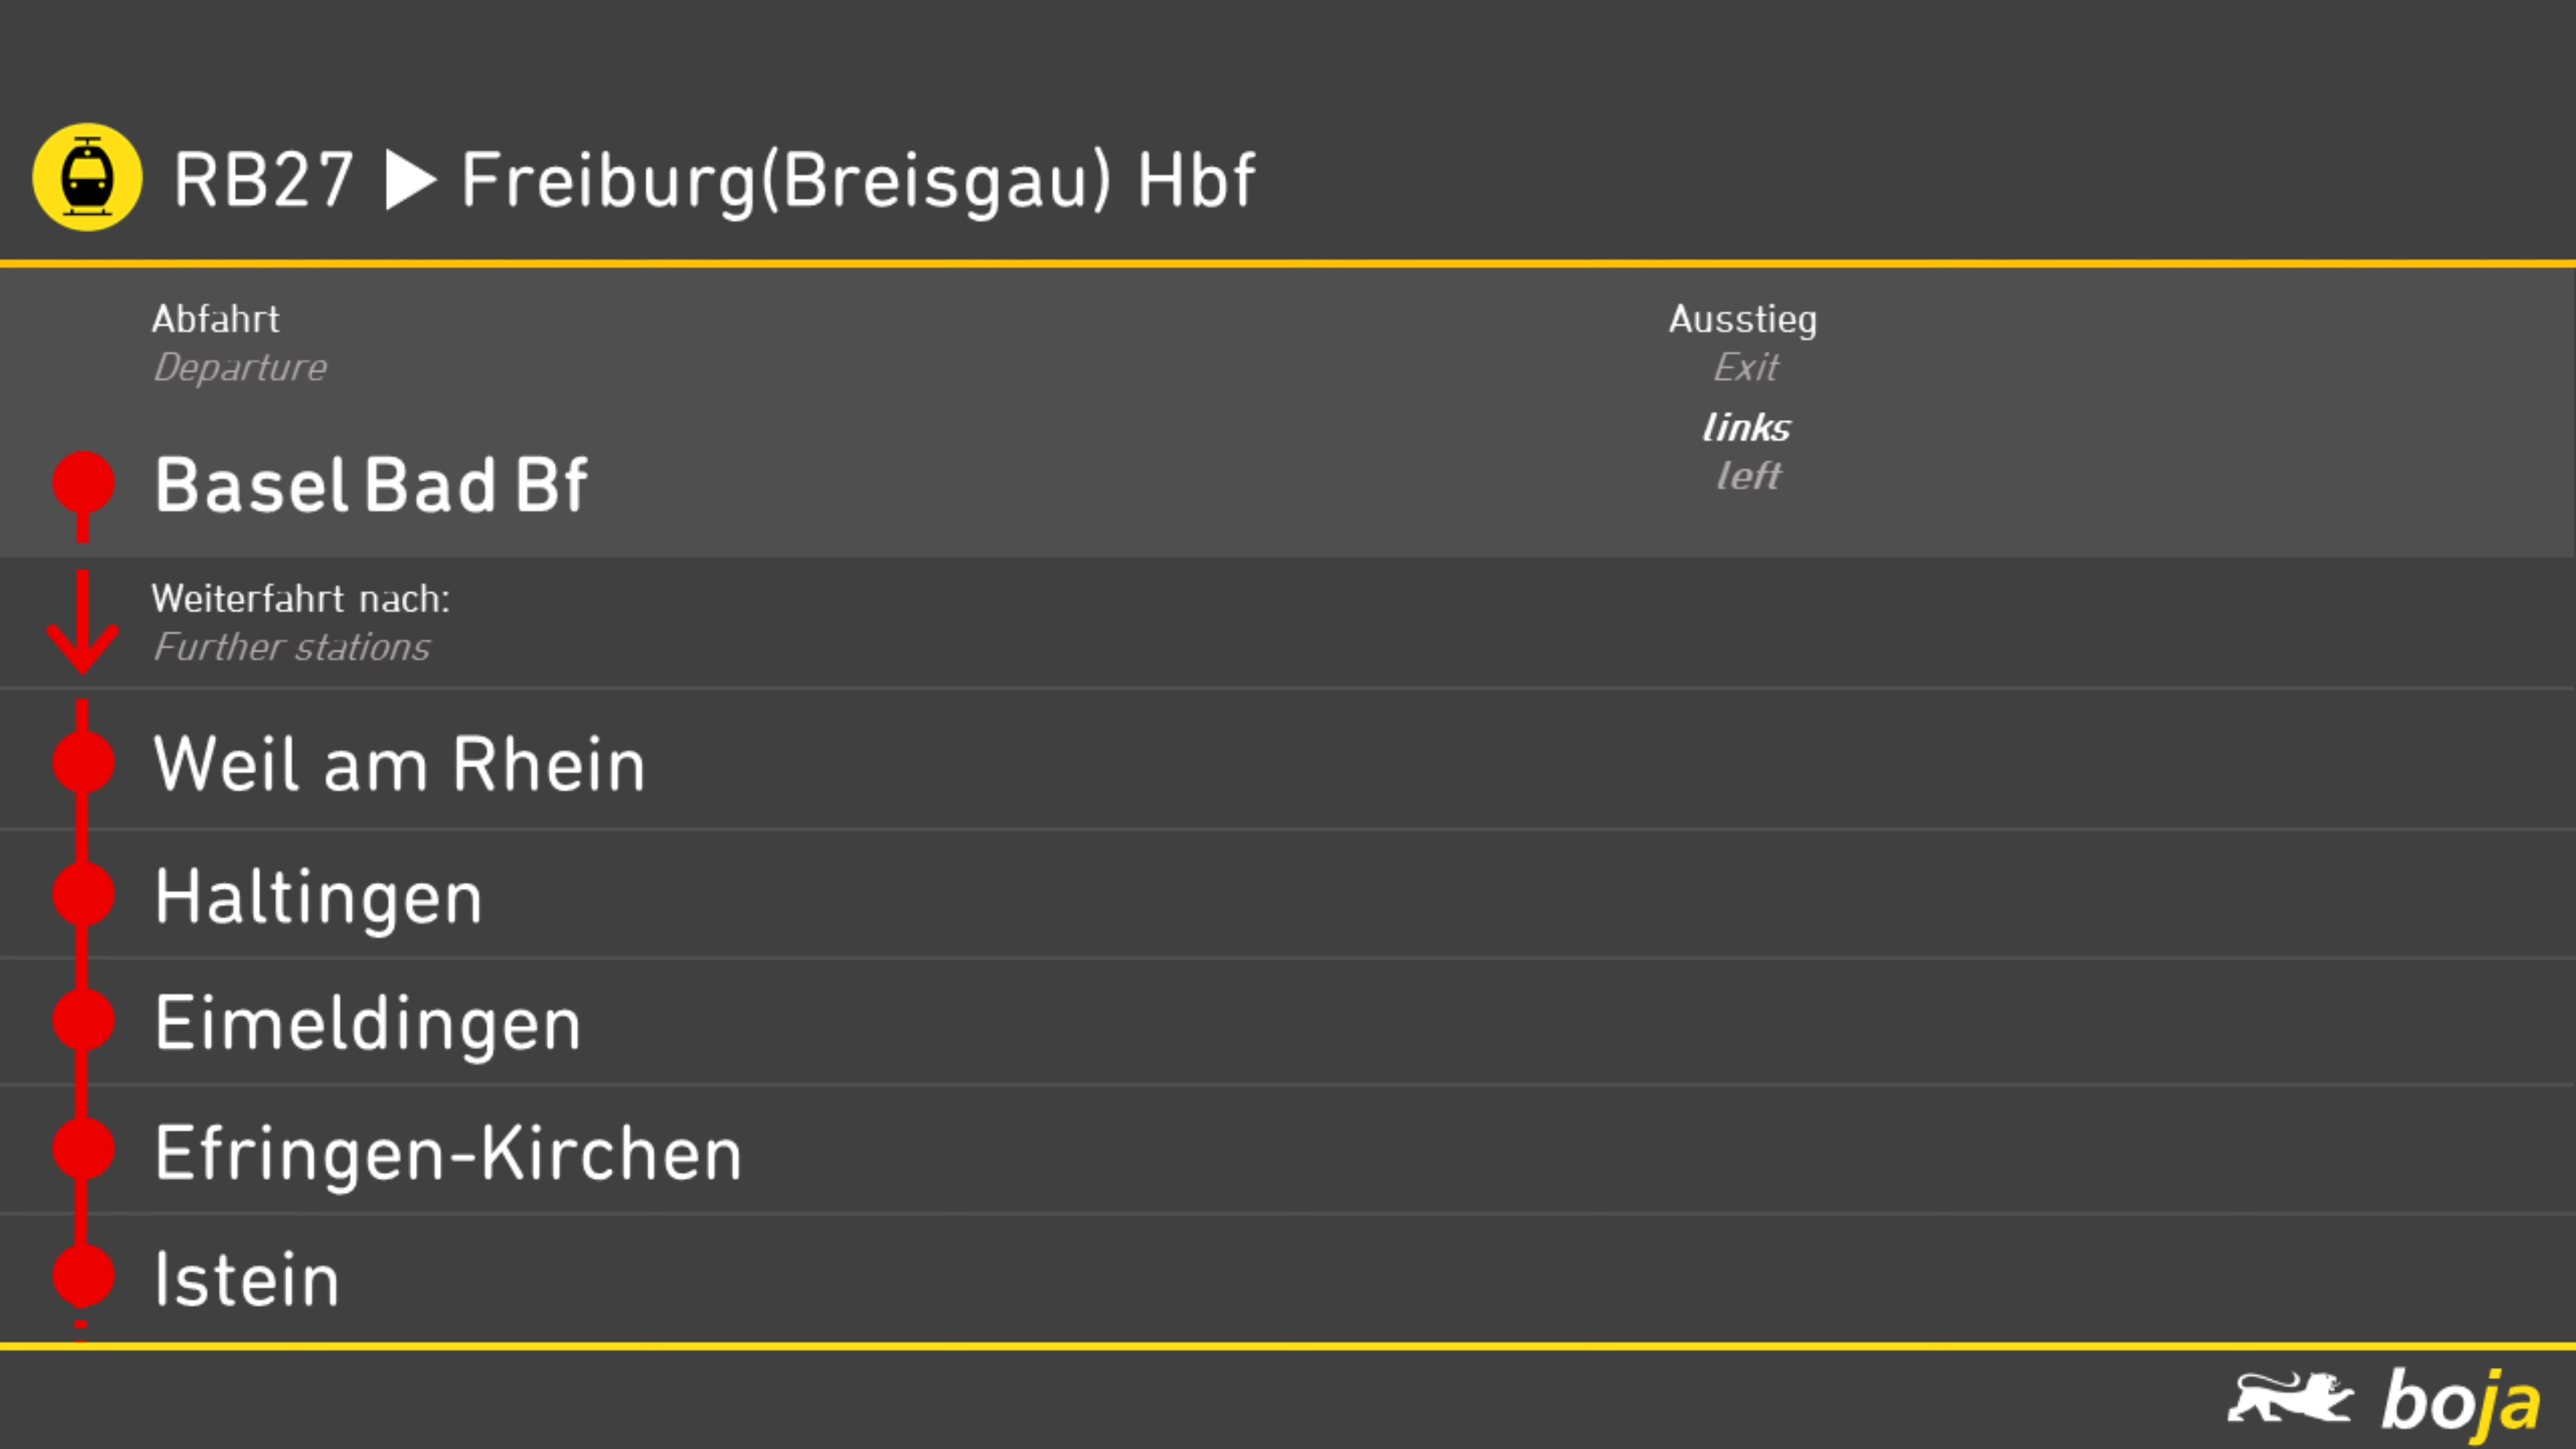 RB27 ▶ Freiburg(Breisgau) Hbf
Abfahrt
Departure
Ausstieg
Exit
links
left
Basel Bad Bf
Weiterfahrt nach:
Further stations
Weil am Rhein
Haltingen
Eimeldingen
Efringen-Kirchen
Istein
boja